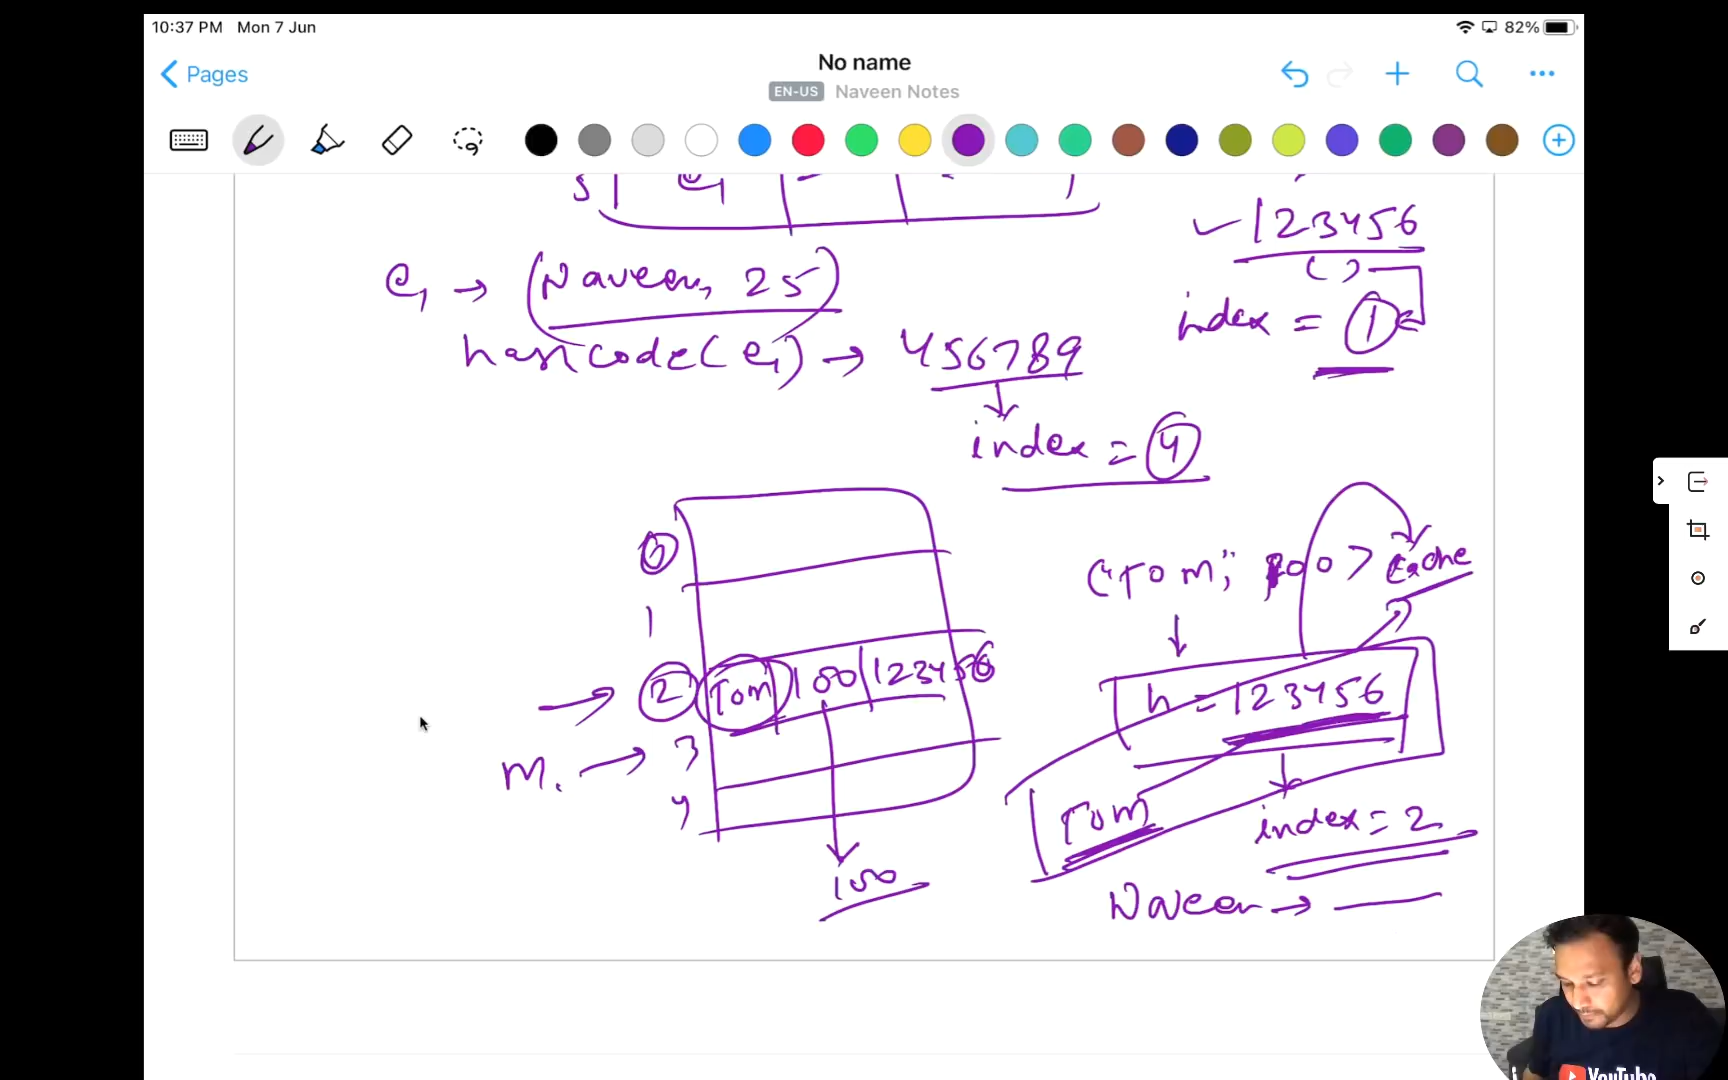 10:37 PM Mon 7 Jun
82%
Pages
No name
EN-US Naveen Notes
123456
( )
index = 1
e1 → (Naveen, 25)
hashcode(e1) → 456789
index = 4
0
1
2 Tom 100 123456
m. → 3
4
100
("Tom", 100> Cache
h = 123456
Tom
index = 2
Naveen →
YouTube